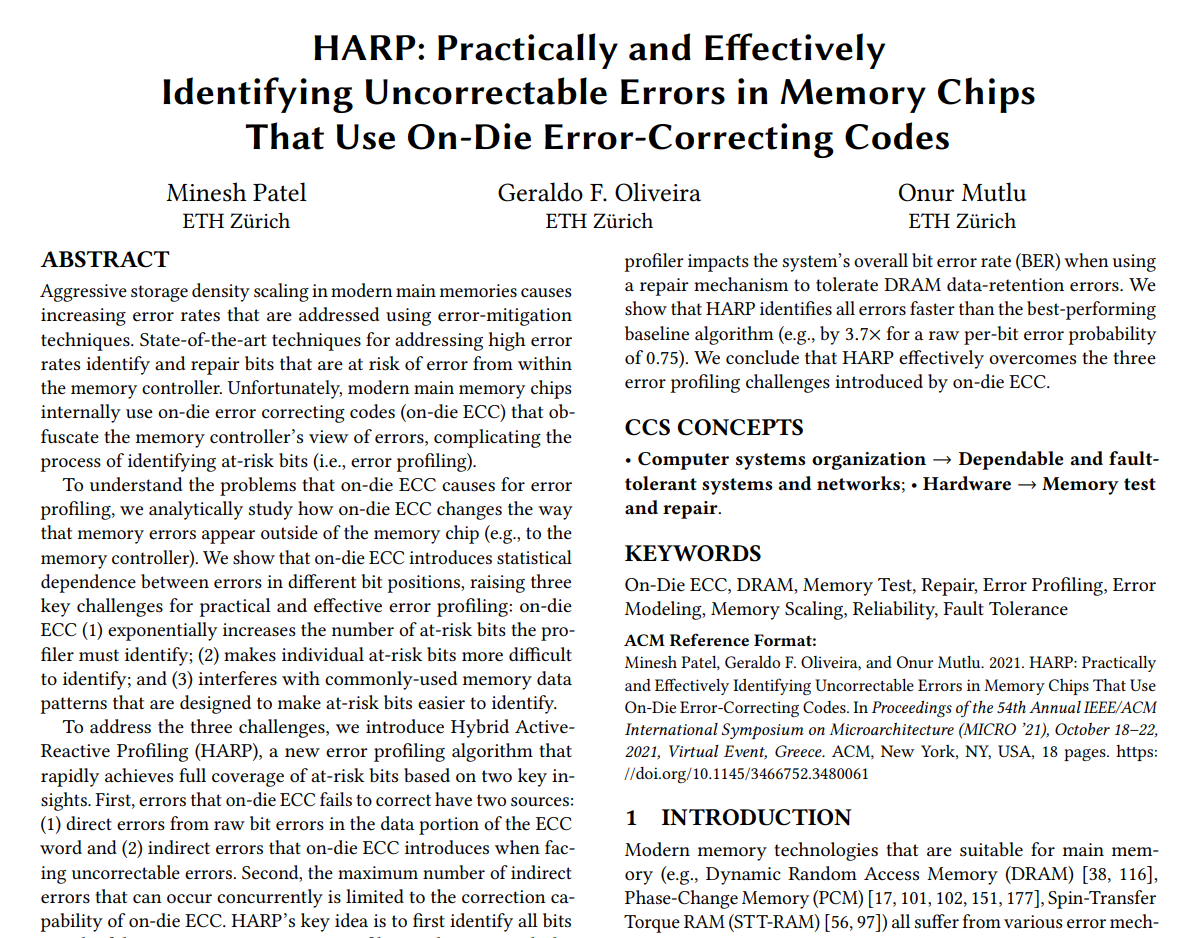 HARP: Practically and Effectively
Identifying Uncorrectable Errors in Memory Chips
That Use On-Die Error-Correcting Codes
Minesh Patel
ETH Zürich
Geraldo F. Oliveira
ETH Zürich
Onur Mutlu
ETH Zürich
ABSTRACT
Aggressive storage density scaling in modern main memories causes
increasing error rates that are addressed using error-mitigation
techniques. State-of-the-art techniques for addressing high error
rates identify and repair bits that are at risk of error from within
the memory controller. Unfortunately, modern main memory chips
internally use on-die error correcting codes (on-die ECC) that ob-
fuscate the memory controller's view of errors, complicating the
process of identifying at-risk bits (i.e., error profiling).
To understand the problems that on-die ECC causes for error
profiling, we analytically study how on-die ECC changes the way
that memory errors appear outside of the memory chip (e.g., to the
memory controller). We show that on-die ECC introduces statistical
dependence between errors in different bit positions, raising three
key challenges for practical and effective error profiling: on-die
ECC (1) exponentially increases the number of at-risk bits the pro-
filer must identify; (2) makes individual at-risk bits more difficult
to identify; and (3) interferes with commonly-used memory data
patterns that are designed to make at-risk bits easier to identify.
To address the three challenges, we introduce Hybrid Active-
Reactive Profiling (HARP), a new error profiling algorithm that
rapidly achieves full coverage of at-risk bits based on two key in-
sights. First, errors that on-die ECC fails to correct have two sources:
(1) direct errors from raw bit errors in the data portion of the ECC
word and (2) indirect errors that on-die ECC introduces when fac-
ing uncorrectable errors. Second, the maximum number of indirect
errors that can occur concurrently is limited to the correction ca-
pability of on-die ECC. HARP's key idea is to first identify all bits
profiler impacts the system's overall bit error rate (BER) when using
a repair mechanism to tolerate DRAM data-retention errors. We
show that HARP identifies all errors faster than the best-performing
baseline algorithm (e.g., by 3.7× for a raw per-bit error probability
of 0.75). We conclude that HARP effectively overcomes the three
error profiling challenges introduced by on-die ECC.
CCS CONCEPTS
• Computer systems organization → Dependable and fault-
tolerant systems and networks; • Hardware → Memory test
and repair.
KEYWORDS
On-Die ECC, DRAM, Memory Test, Repair, Error Profiling, Error
Modeling, Memory Scaling, Reliability, Fault Tolerance
ACM Reference Format:
Minesh Patel, Geraldo F. Oliveira, and Onur Mutlu. 2021. HARP: Practically
and Effectively Identifying Uncorrectable Errors in Memory Chips That Use
On-Die Error-Correcting Codes. In Proceedings of the 54th Annual IEEE/ACM
International Symposium on Microarchitecture (MICRO '21), October 18–22,
2021, Virtual Event, Greece. ACM, New York, NY, USA, 18 pages. https:
//doi.org/10.1145/3466752.3480061
1 INTRODUCTION
Modern memory technologies that are suitable for main mem-
ory (e.g., Dynamic Random Access Memory (DRAM) [38, 116],
Phase-Change Memory (PCM) [17, 101, 102, 151, 177], Spin-Transfer
Torque RAM (STT-RAM) [56, 97]) all suffer from various error mech-